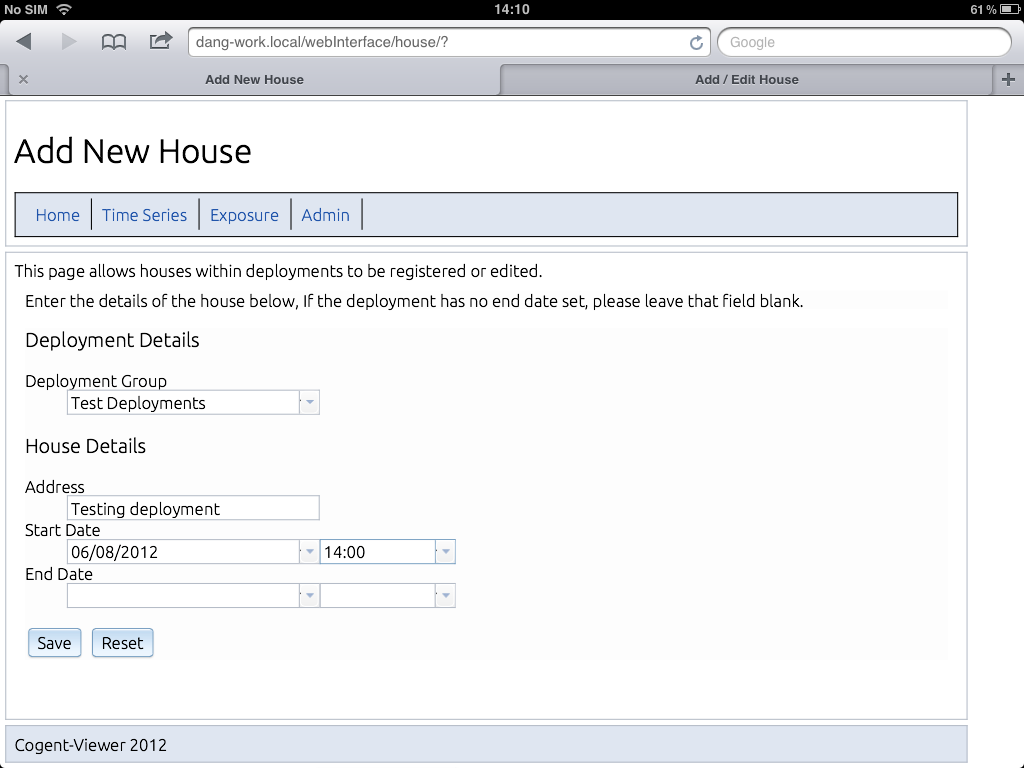 No SIM 14:10 61 %
dang-work.local/webInterface/house/? Google
Add New House Add / Edit House
Add New House
Home Time Series Exposure Admin
This page allows houses within deployments to be registered or edited.
Enter the details of the house below, If the deployment has no end date set, please leave that field blank.
Deployment Details
Deployment Group
Test Deployments
House Details
Address
Testing deployment
Start Date
06/08/2012 14:00
End Date
Save Reset
Cogent-Viewer 2012